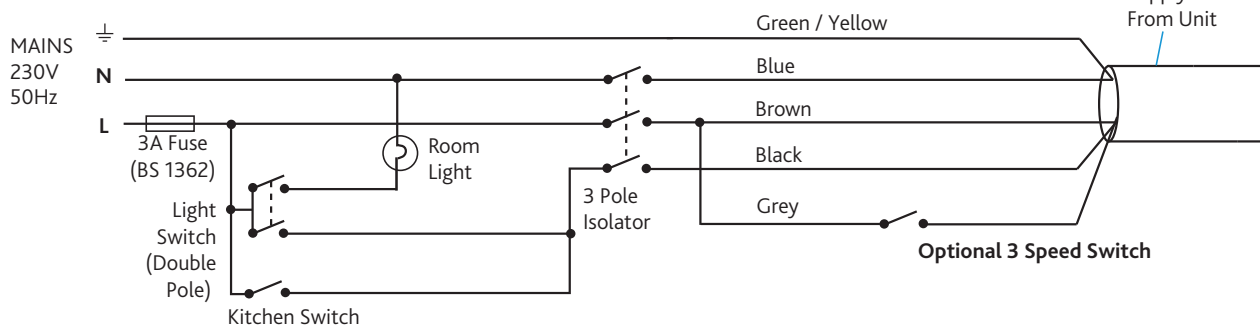 From Unit
MAINS
230V
50Hz
N
L
Green / Yellow
Blue
Brown
Black
Grey
3A Fuse
(BS 1362)
Room
Light
Light
Switch
(Double
Pole)
3 Pole
Isolator
Optional 3 Speed Switch
Kitchen Switch